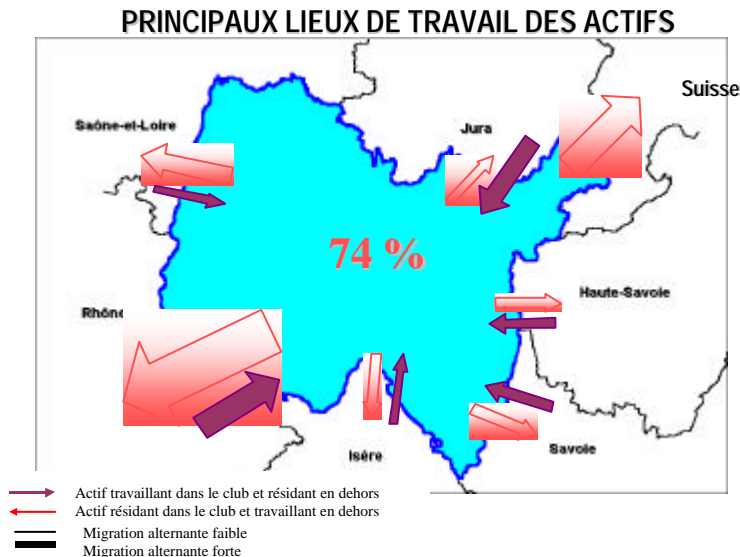 PRINCIPAUX LIEUX DE TRAVAIL DES ACTIFS
Suisse
Saône-et-Loire
Jura
74 %
Haute-Savoie
Rhône
Isère
Savoie
Actif travaillant dans le club et résidant en dehors
Actif résidant dans le club et travaillant en dehors
Migration alternante faible
Migration alternante forte